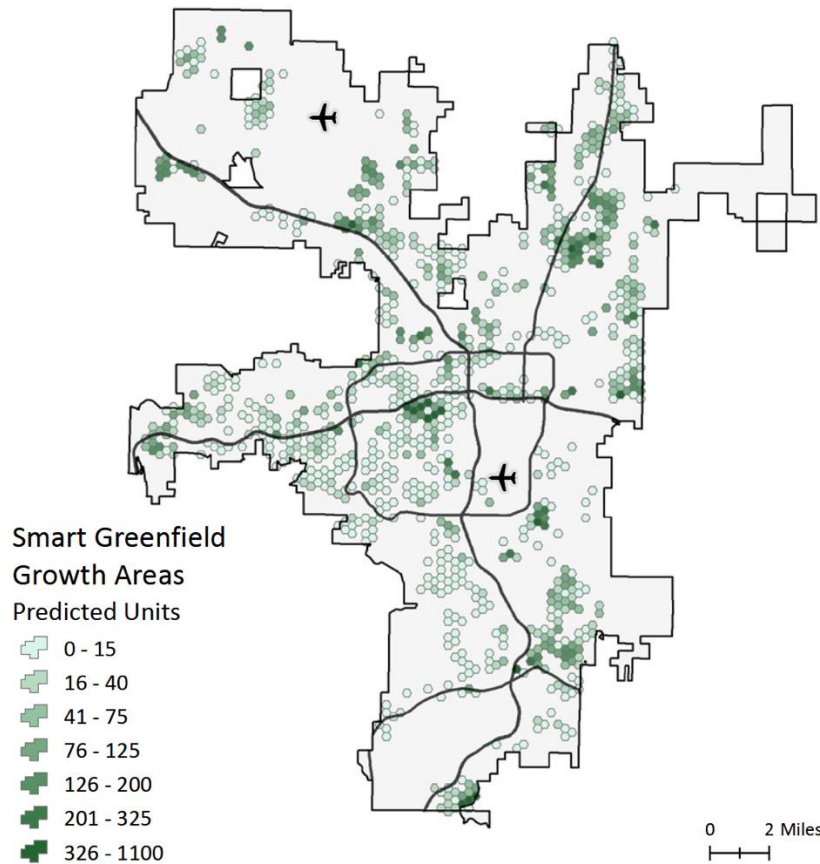 Smart Greenfield
Growth Areas
Predicted Units
0 - 15
16 - 40
41 - 75
76 - 125
126 - 200
201 - 325
326 - 1100
0 2 Miles